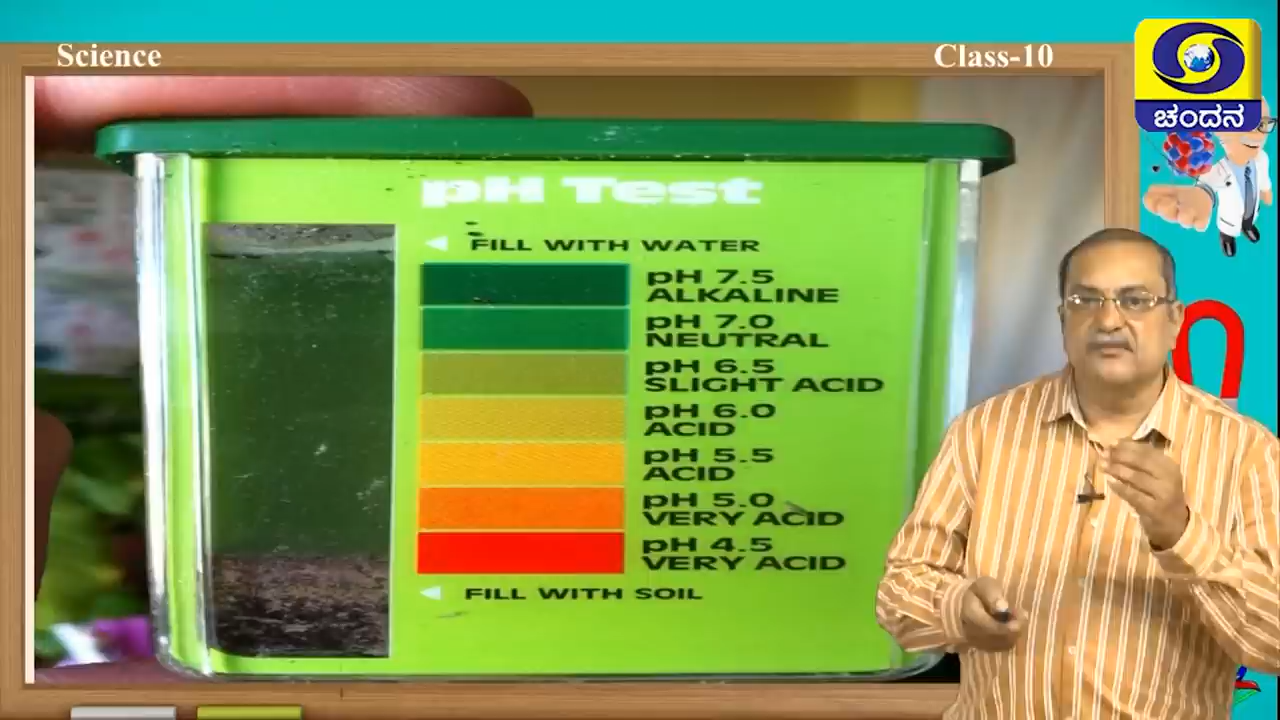 Science
Class-10
ಚಂದನ
pH Test
FILL WITH WATER
pH 7.5
ALKALINE
pH 7.0
NEUTRAL
pH 6.5
SLIGHT ACID
pH 6.0
ACID
pH 5.5
ACID
pH 5.0
VERY ACID
pH 4.5
VERY ACID
FILL WITH SOIL